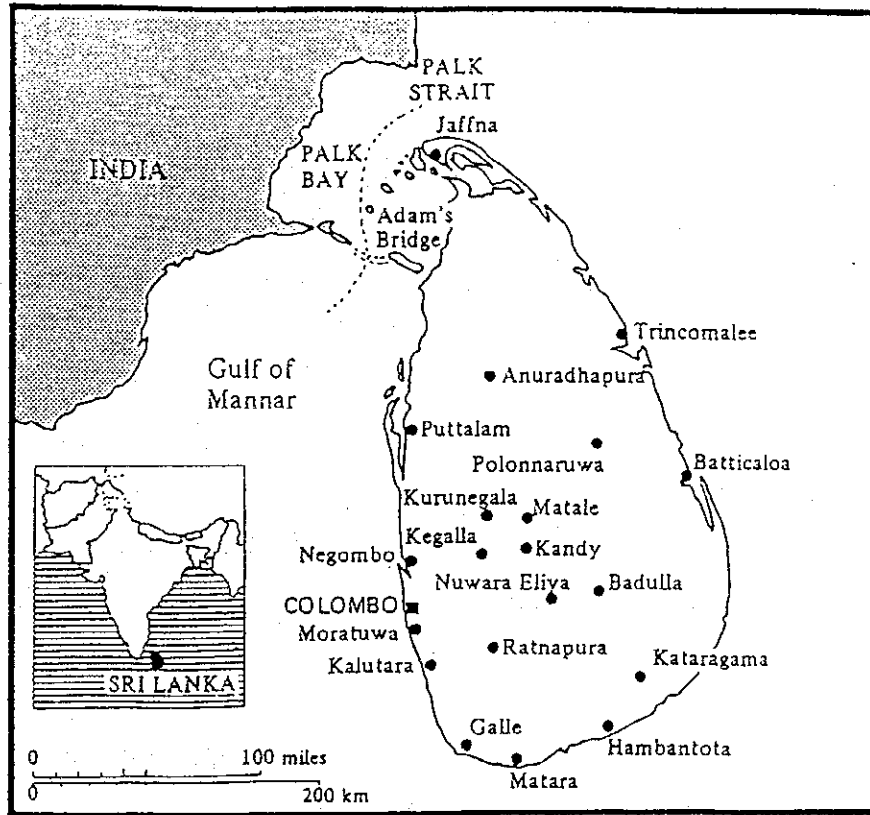 PALK
STRAIT
Jaffna
INDIA
PALK
BAY
Adam's
Bridge
Trincomalee
Gulf of
Mannar
Anuradhapura
Puttalam
Polonnaruwa
Batticaloa
Kurunegala
Matale
Kegalla
Kandy
Negombo
Nuwara Eliya
Badulla
COLOMBO
Moratuwa
Ratnapura
Kalutara
Kataragama
SRI LANKA
Galle
Hambantota
Matara
0 100 miles
0 200 km